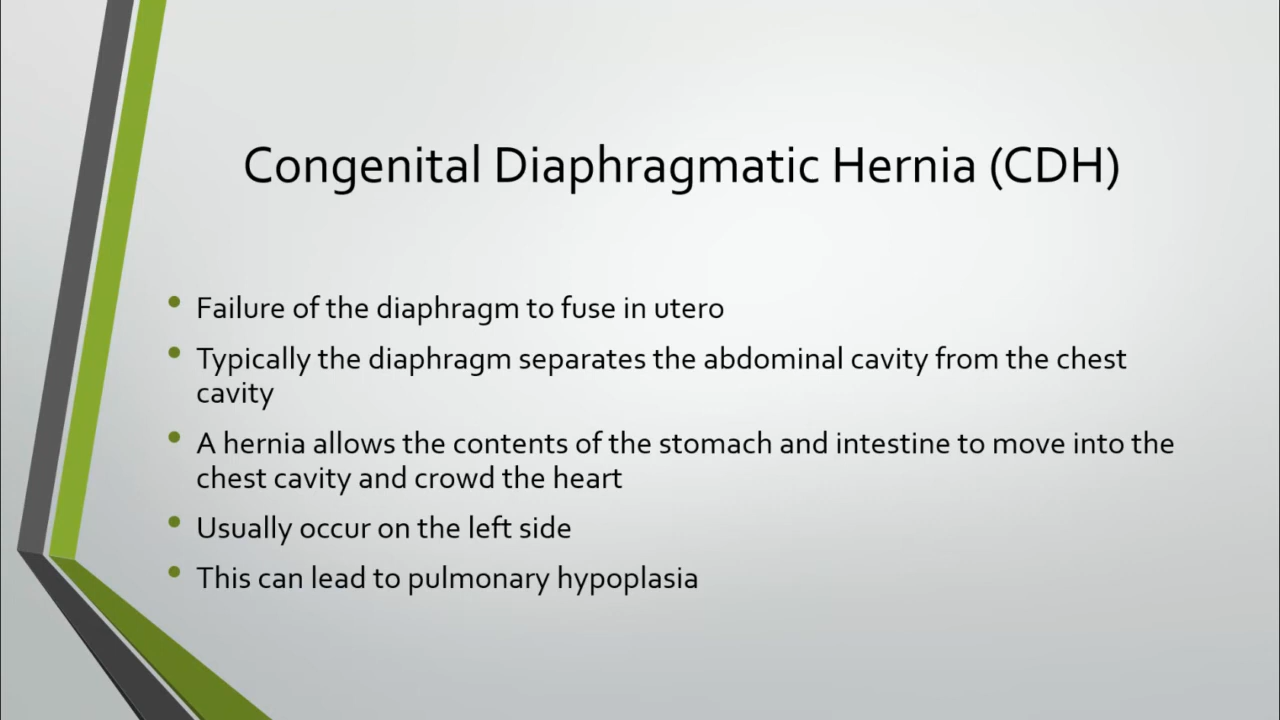 Congenital Diaphragmatic Hernia (CDH)
• Failure of the diaphragm to fuse in utero
• Typically the diaphragm separates the abdominal cavity from the chest
cavity
• A hernia allows the contents of the stomach and intestine to move into the
chest cavity and crowd the heart
• Usually occur on the left side
• This can lead to pulmonary hypoplasia